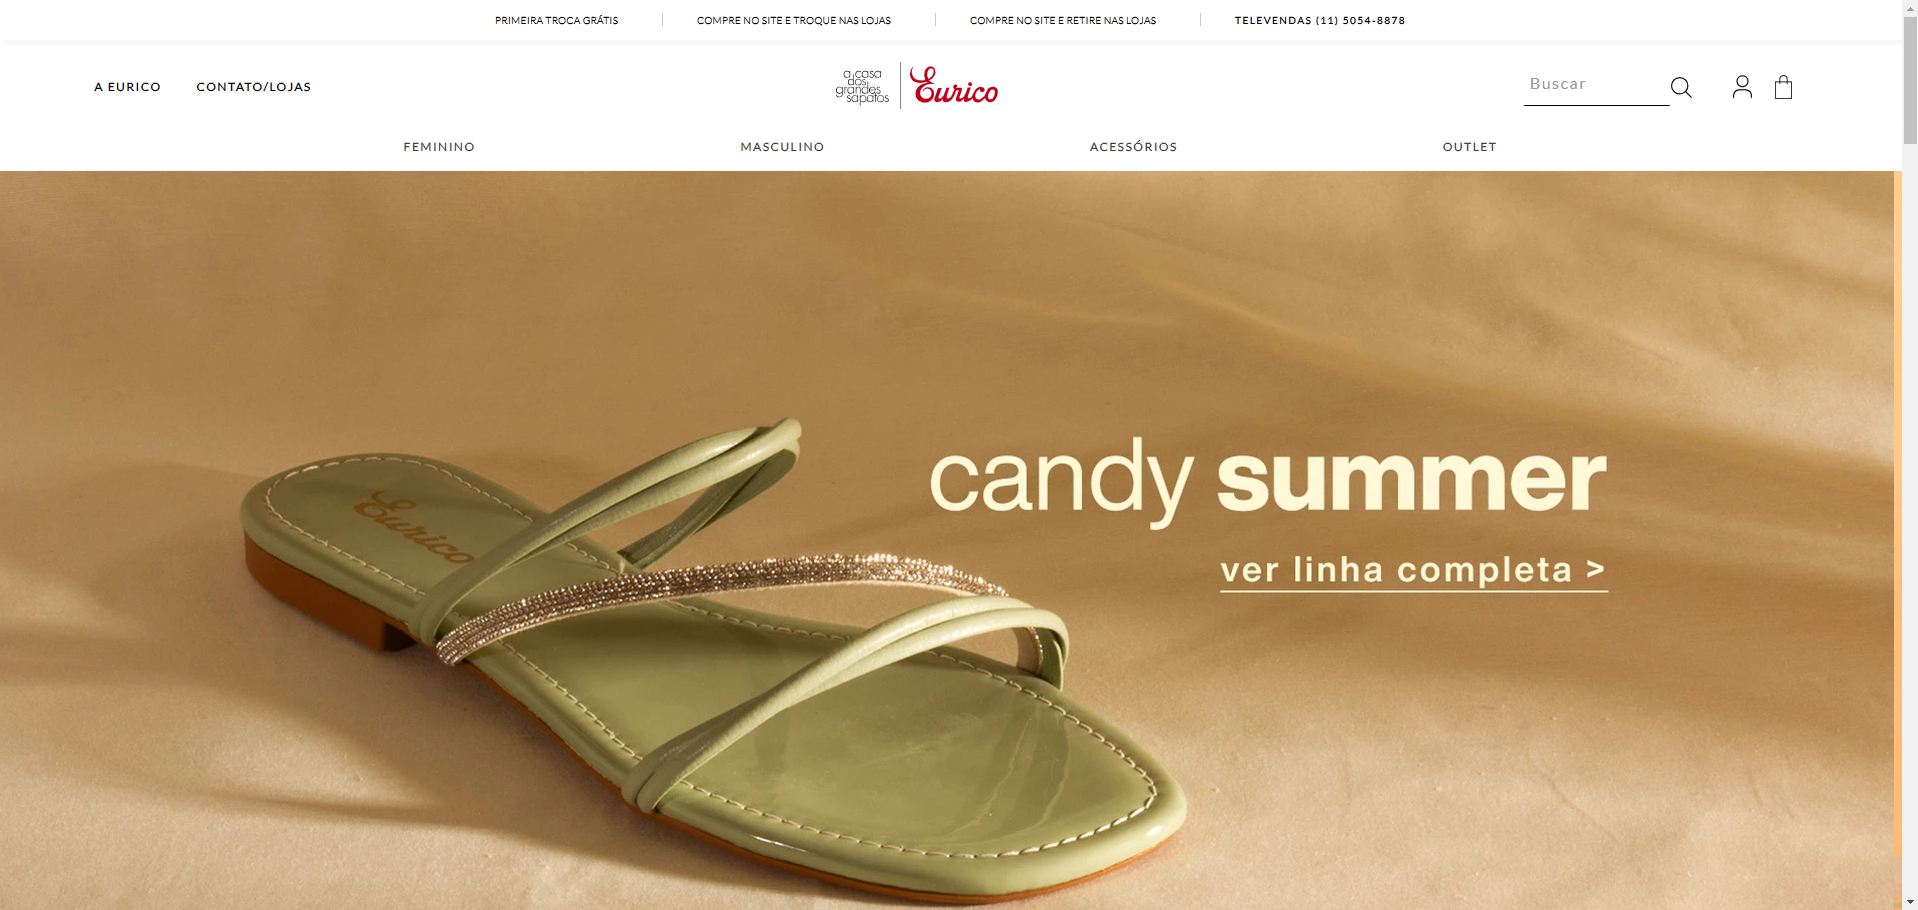 PRIMEIRA TROCA GRÁTIS
COMPRE NO SITE E TROQUE NAS LOJAS
COMPRE NO SITE E RETIRE NAS LOJAS
TELEVENDAS (11) 5054-8878
A EURICO
CONTATO/LOJAS
a casa
dos
grandes
sapatos
Eurico
Buscar
FEMININO
MASCULINO
ACESSÓRIOS
OUTLET
candy summer
ver linha completa >
Eurico